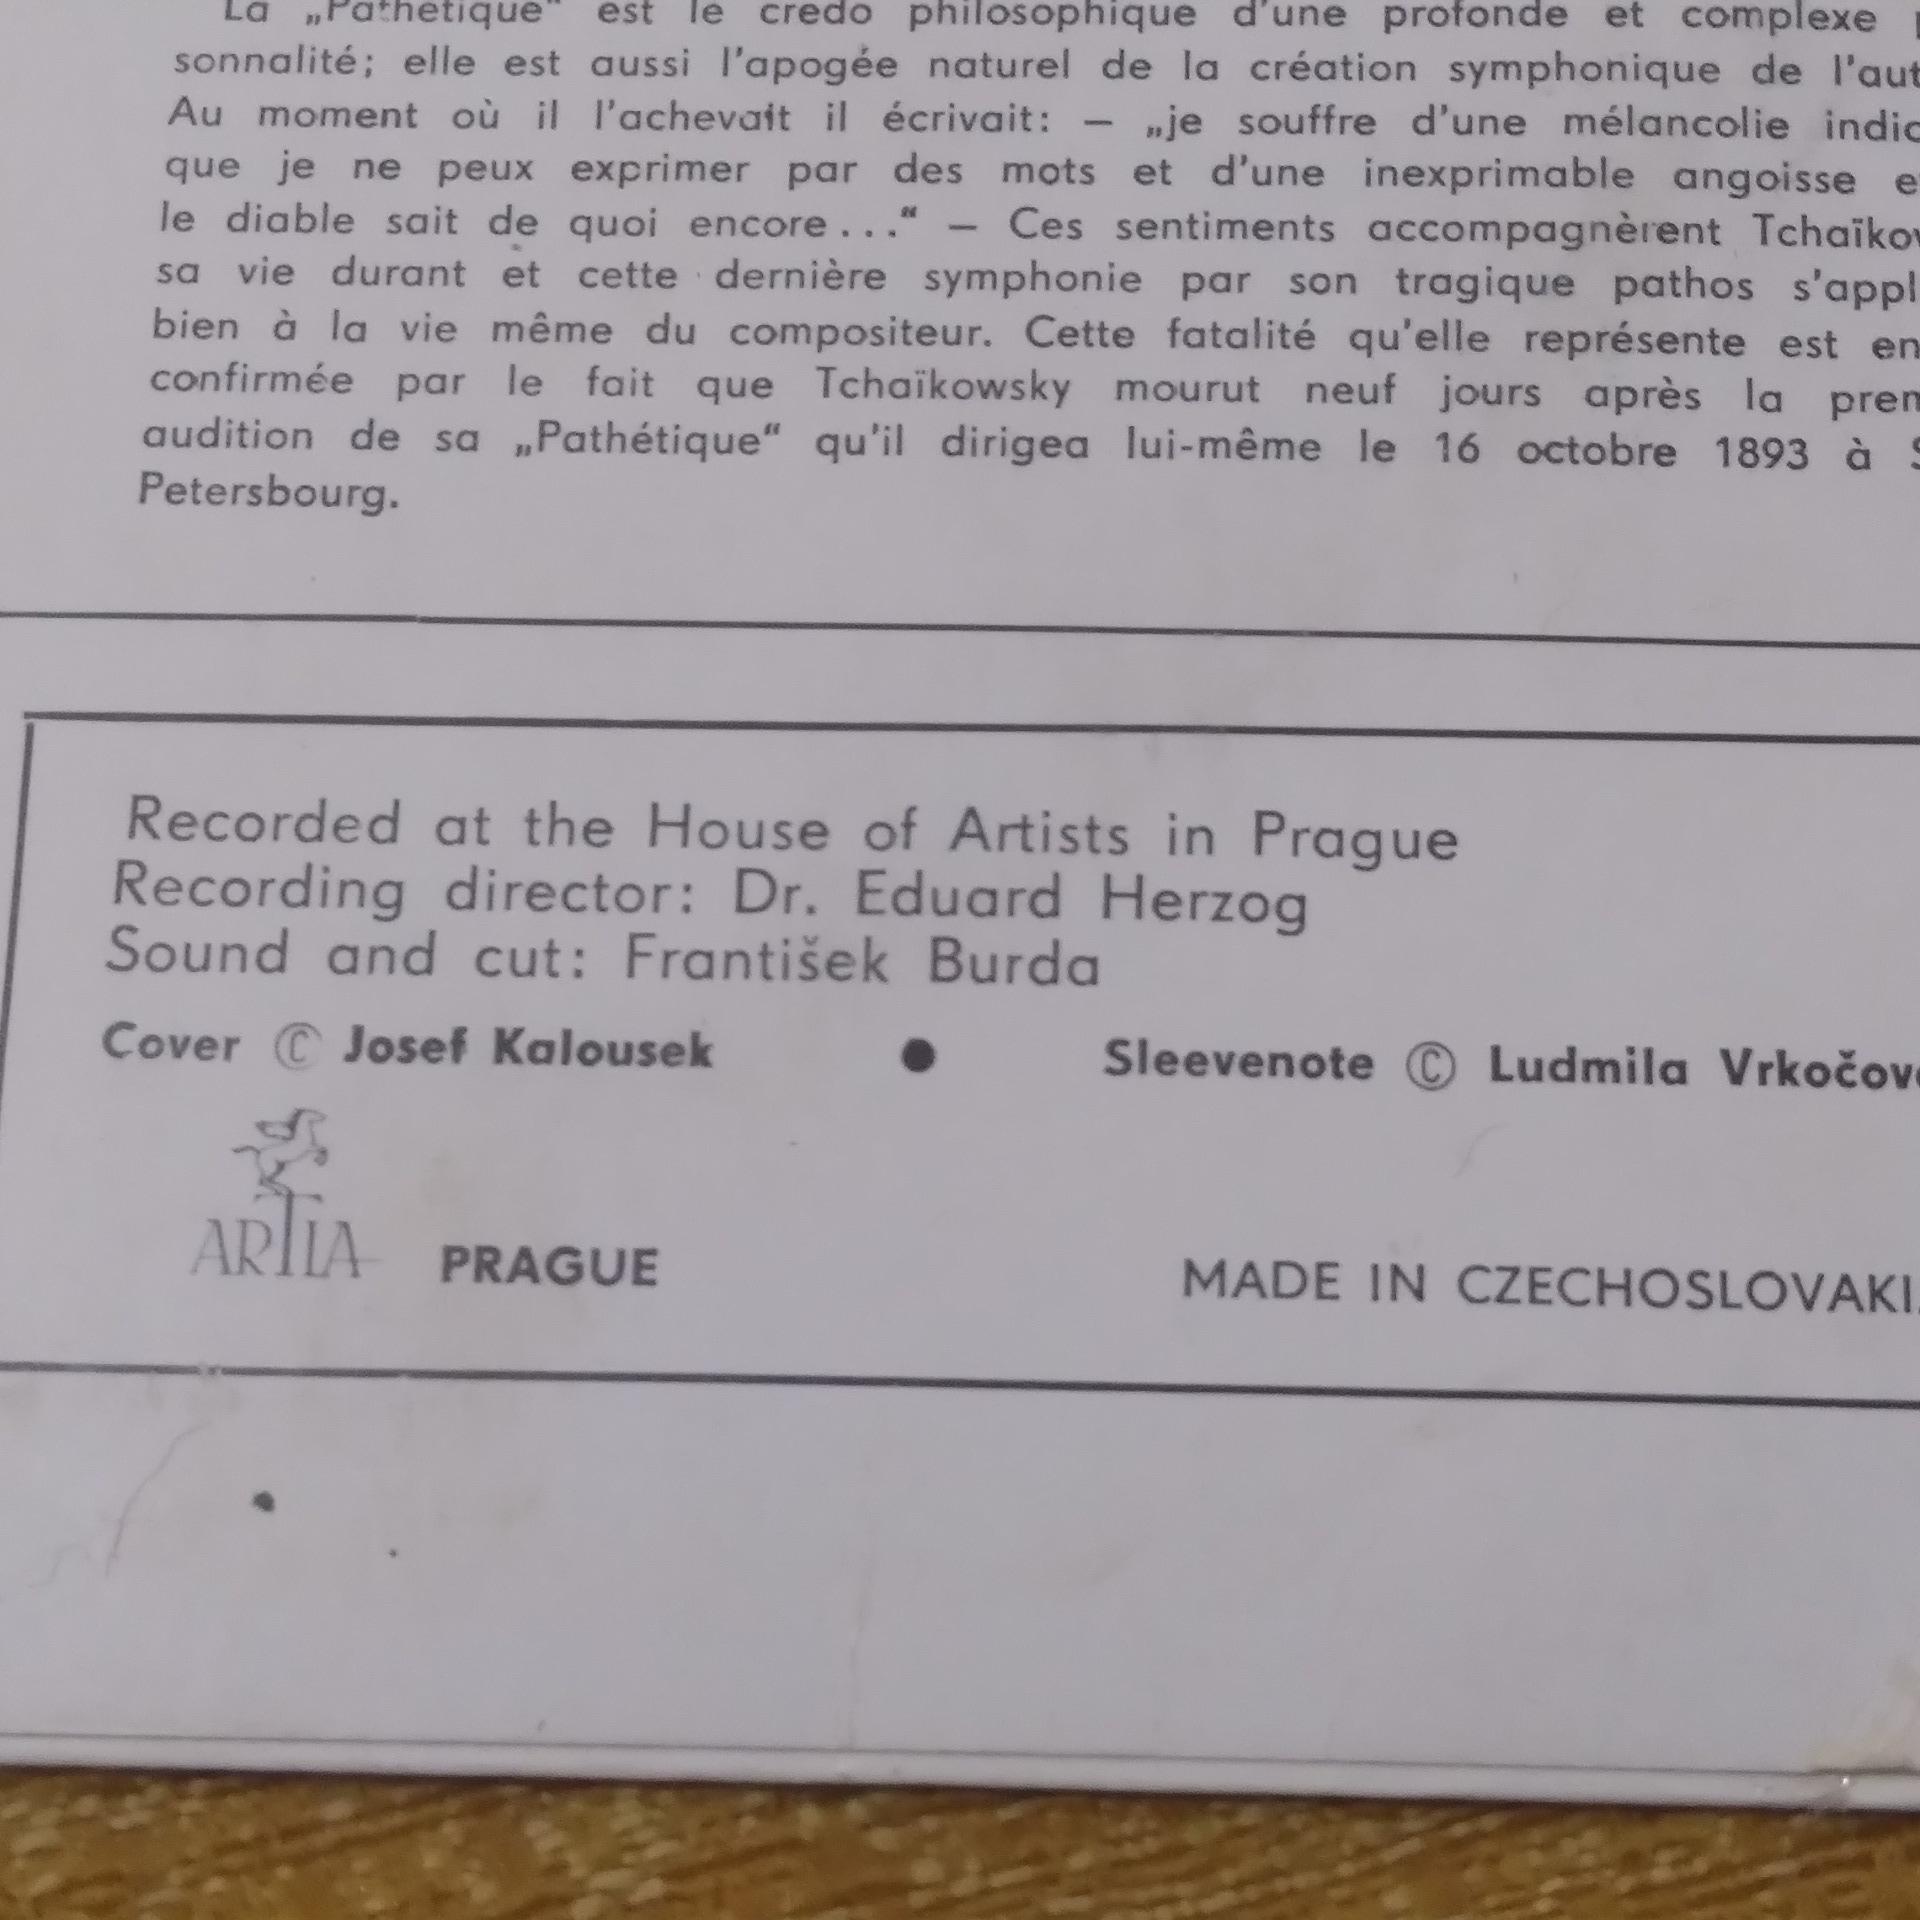 La „Pathétique“ est le credo philosophique d'une profonde et complexe
sonnalité; elle est aussi l'apogée naturel de la création symphonique de l'aut
Au moment où il l'achevait il écrivait: – „je souffre d'une mélancolie indic
que je ne peux exprimer par des mots et d'une inexprimable angoisse e
le diable sait de quoi encore...“ – Ces sentiments accompagnèrent Tchaïkov
sa vie durant et cette dernière symphonie par son tragique pathos s'appl
bien à la vie même du compositeur. Cette fatalité qu'elle représente est en
confirmée par le fait que Tchaïkowsky mourut neuf jours après la prem
audition de sa „Pathétique“ qu'il dirigea lui-même le 16 octobre 1893 à S
Petersbourg.
Recorded at the House of Artists in Prague
Recording director: Dr. Eduard Herzog
Sound and cut: František Burda
Cover © Josef Kalousek ● Sleevenote © Ludmila Vrkočov
ARTIA PRAGUE MADE IN CZECHOSLOVAKI